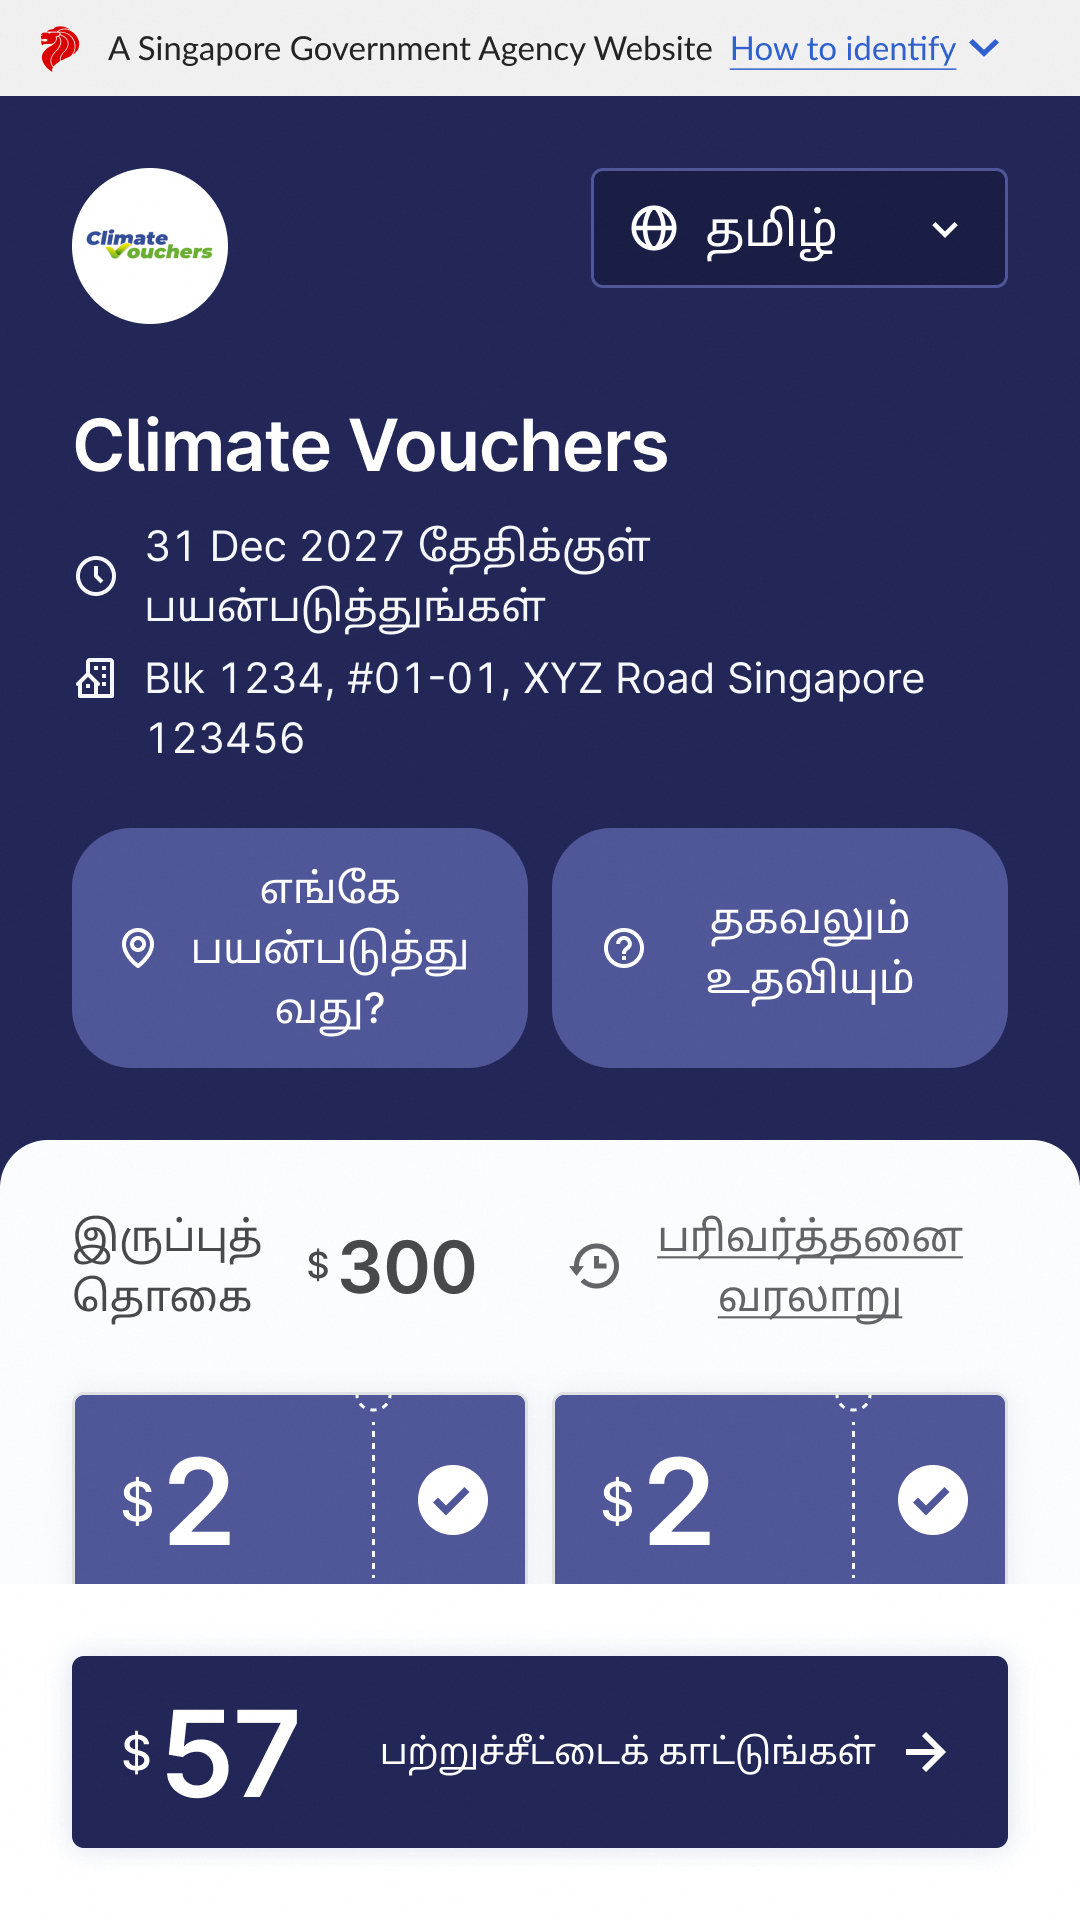 A Singapore Government Agency Website How to identify
Climate
Vouchers
தமிழ்
Climate Vouchers
31 Dec 2027 தேதிக்குள்
பயன்படுத்துங்கள்
Blk 1234, #01-01, XYZ Road Singapore
123456
எங்கே
பயன்படுத்து
வது?
தகவலும்
உதவியும்
இருப்புத்
தொகை
$300
பரிவர்த்தனை
வரலாறு
$2
$2
$57 பற்றுச்சீட்டைக் காட்டுங்கள்